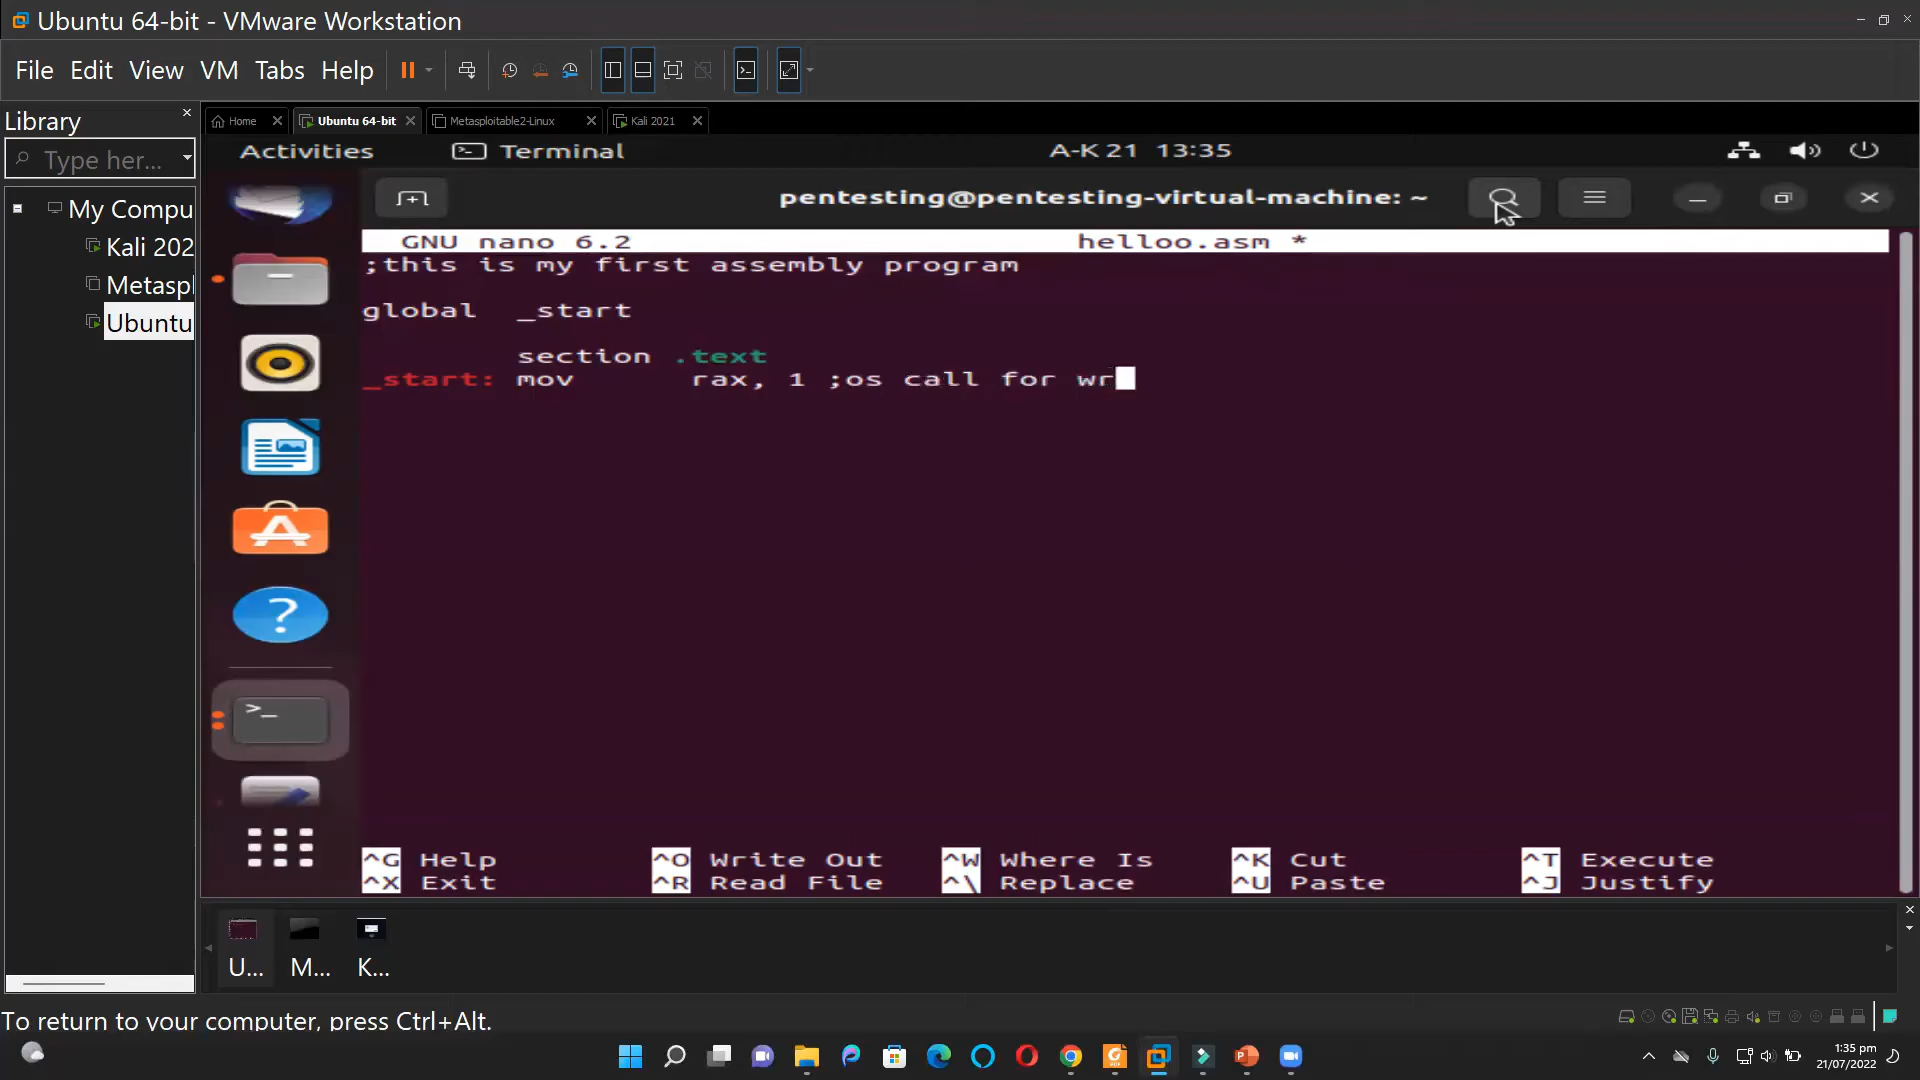 Ubuntu 64-bit - VMware Workstation
File Edit View VM Tabs Help
Library
Type her...
My Compu
Kali 202
Metaspl
Ubuntu
Home
Ubuntu 64-bit
Metasploitable2-Linux
Kali 2021
Activities
Terminal
A-K 21 13:35
pentesting@pentesting-virtual-machine: ~
GNU nano 6.2 helloo.asm *
;this is my first assembly program
global _start
section .text
_start: mov rax, 1 ;os call for wr
^G Help ^O Write Out ^W Where Is ^K Cut ^T Execute
^X Exit ^R Read File ^\ Replace ^U Paste ^J Justify
U... M... K...
To return to your computer, press Ctrl+Alt.
1:35 pm
21/07/2022